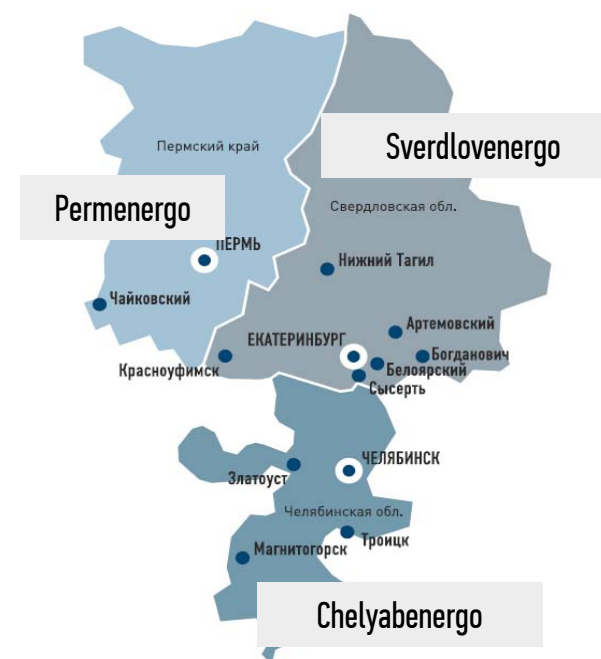 Пермский край
Sverdlovenergo
Permenergo
Свердловская обл.
ПЕРМЬ
Нижний Тагил
Чайковский
Артемовский
ЕКАТЕРИНБУРГ
Богданович
Красноуфимск
Белоярский
Сысерть
ЧЕЛЯБИНСК
Златоуст
Челябинская обл.
Троицк
Магнитогорск
Chelyabenergo